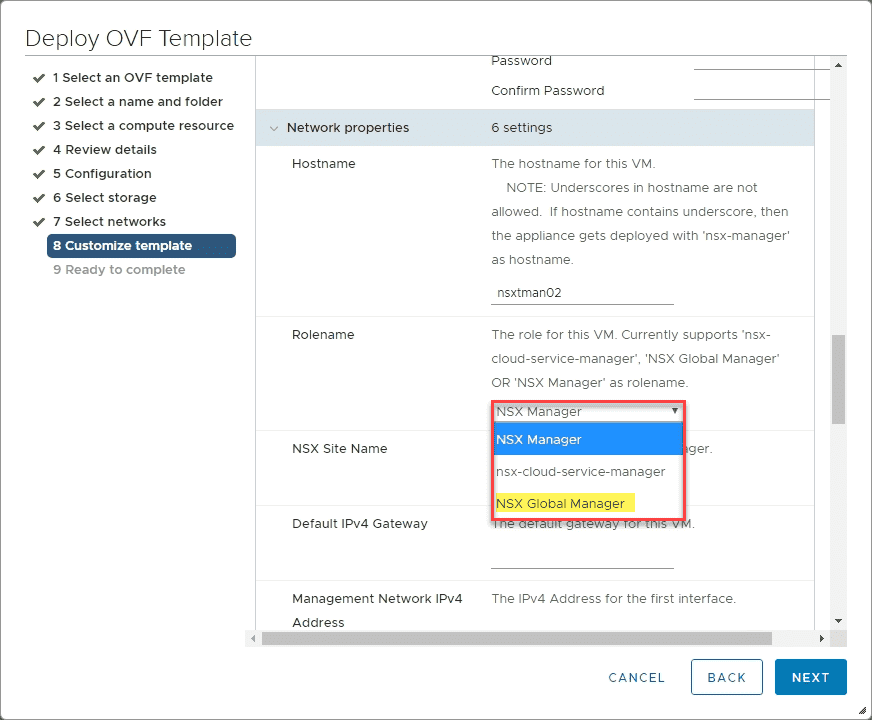 Deploy OVF Template
1 Select an OVF template
2 Select a name and folder
3 Select a compute resource
4 Review details
5 Configuration
6 Select storage
7 Select networks
8 Customize template
9 Ready to complete
Password
Confirm Password
Network properties 6 settings
Hostname The hostname for this VM.
NOTE: Underscores in hostname are not
allowed. If hostname contains underscore, then
the appliance gets deployed with 'nsx-manager'
as hostname.
nsxtman02
Rolename The role for this VM. Currently supports 'nsx-
cloud-service-manager', 'NSX Global Manager'
OR 'NSX Manager' as rolename.
NSX Manager
NSX Manager
NSX Site Name
nsx-cloud-service-manager
NSX Global Manager
Default IPv4 Gateway The default gateway for this VM.
Management Network IPv4 The IPv4 Address for the first interface.
Address
CANCEL BACK NEXT